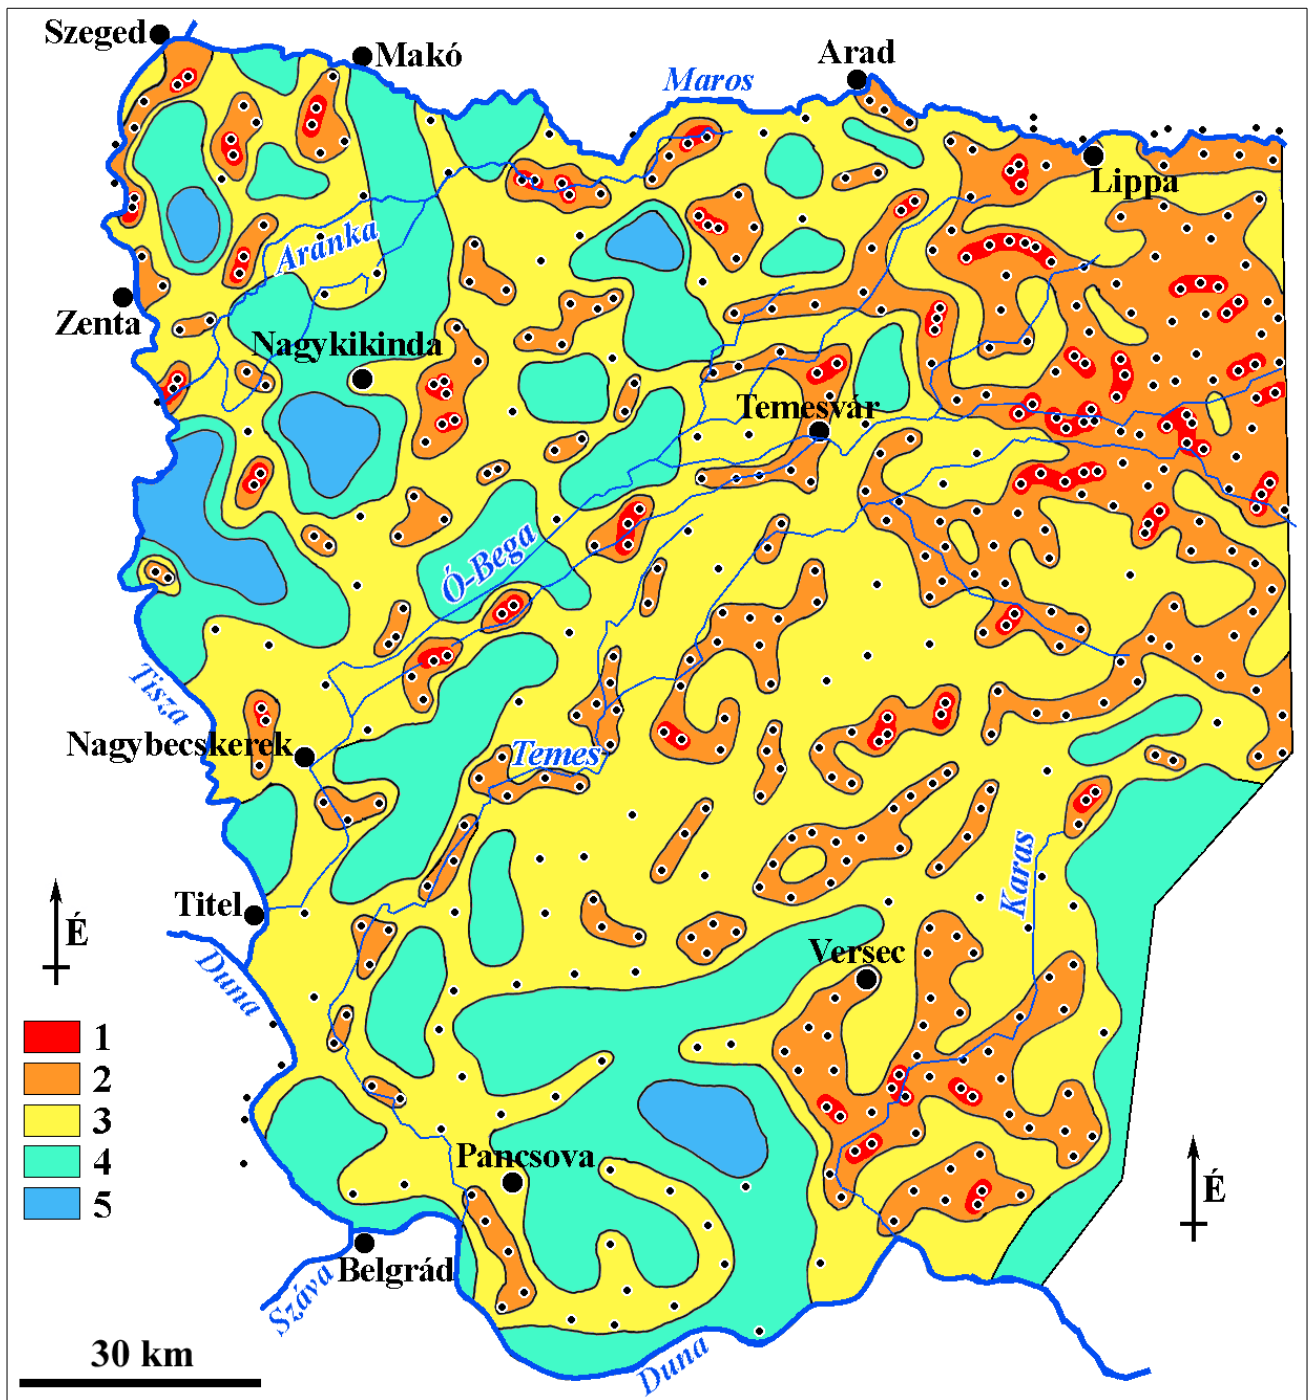 Szeged
Makó
Arad
Maros
Lippa
Aranka
Zenta
Nagykikinda
Temesvár
Ó-Bega
Tisza
Nagybecskerek
Temes
Karas
Titel
É
Duna
Versec
1
2
3
4
5
Pancsova
É
Belgrád
Száva
30 km
Duna